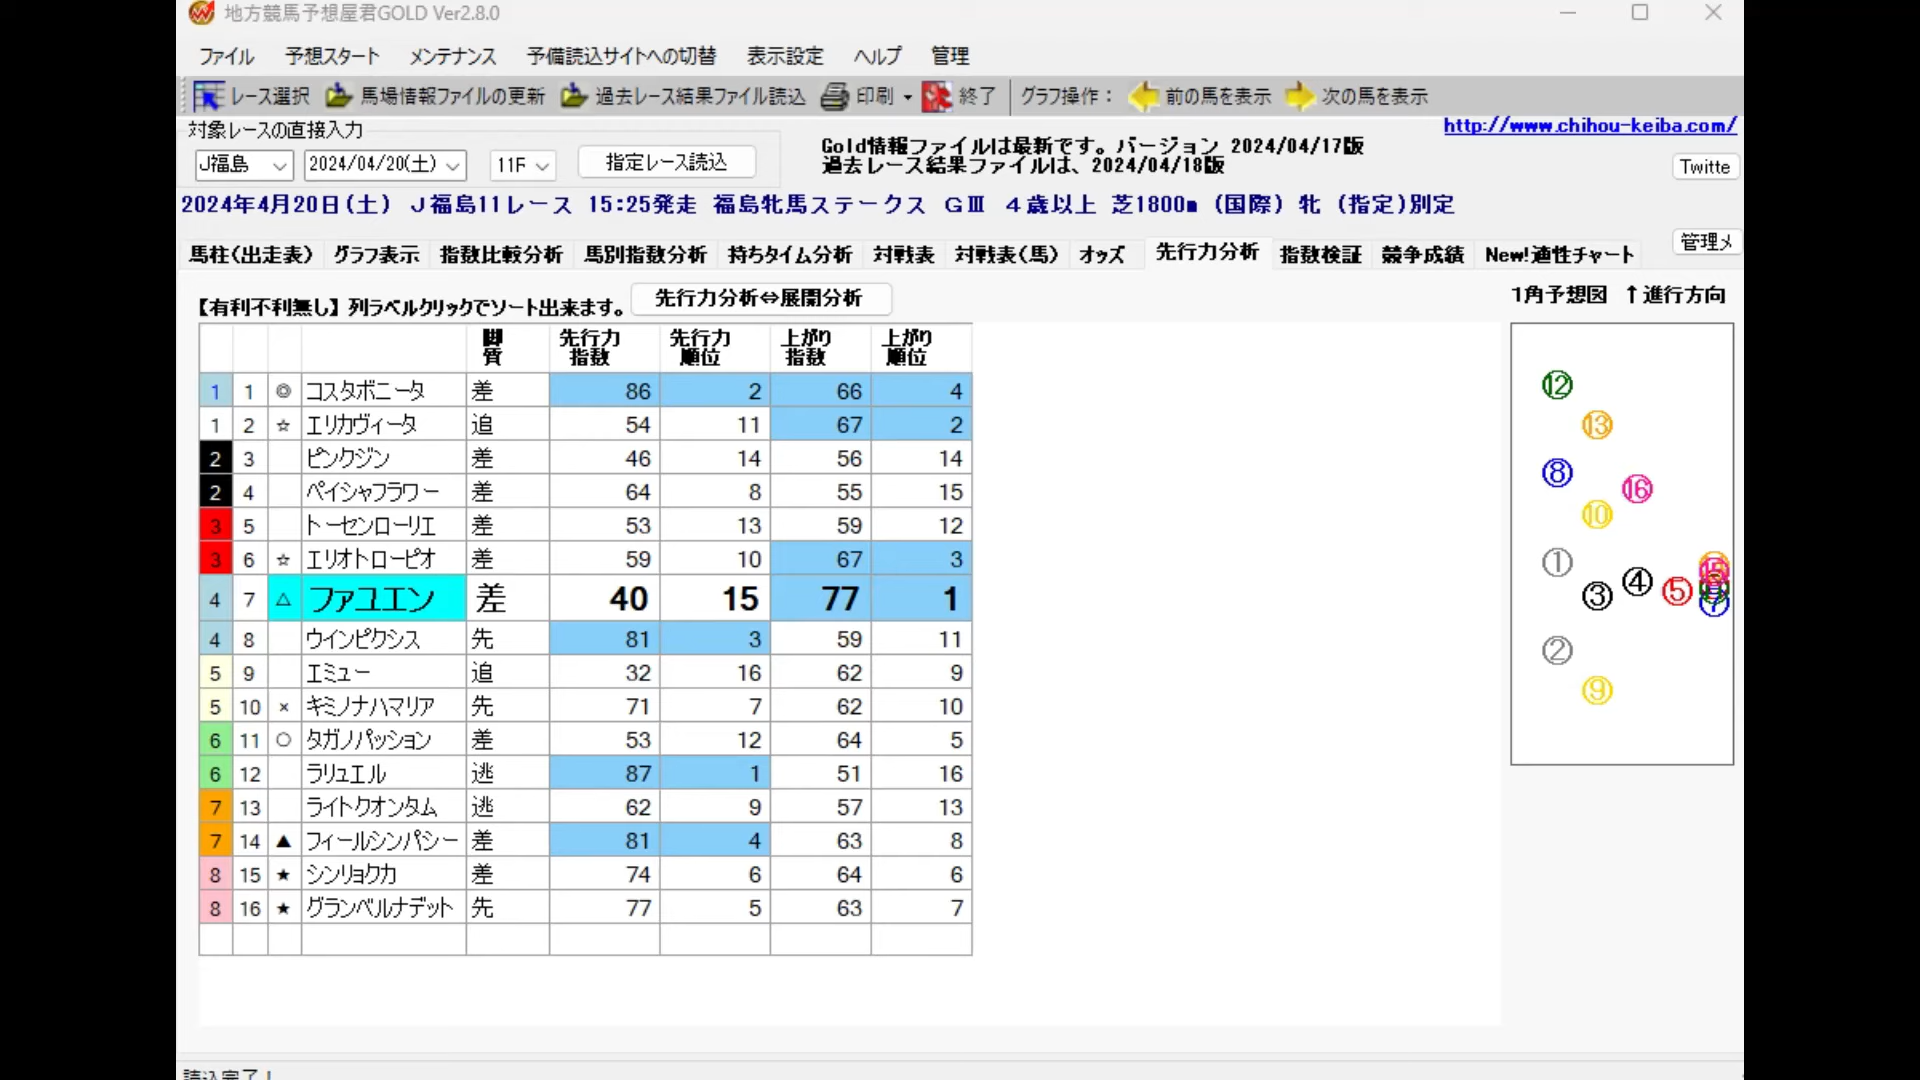 地方競馬予想屋君GOLD Ver2.8.0
ファイル 予想スタート メンテナンス 予備読込サイトへの切替 表示設定 ヘルプ 管理
レース選択 馬場情報ファイルの更新 過去レース結果ファイル読込 印刷 終了 グラフ操作： 前の馬を表示 次の馬を表示
対象レースの直接入力
http://www.chihou-keiba.com/
J福島 2024/04/20(土) 11R 指定レース読込
Gold情報ファイルは最新です。バージョン 2024/04/17版
過去レース結果ファイルは、2024/04/18版
Twitte
2024年4月20日(土) Ｊ福島11レース 15:25発走 福島牝馬ステークス ＧⅢ ４歳以上 芝1800m (国際) 牝 (指定)別定
馬柱(出走表) グラフ表示 指数比較分析 馬別指数分析 持ちタイム分析 対戦表 対戦表(馬) オッズ 先行力分析 指数検証 競争成績 New!適性チャート 管理メ
【有利不利無し】列ラベルクリックでソート出来ます。 先行力分析⇔展開分析 1角予想図 ↑進行方向
脚質 先行力指数 先行力順位 上がり指数 上がり順位
1 1 ◎ コスタボニータ 差 86 2 66 4
1 2 ☆ エリカヴィータ 追 54 11 67 2
2 3 ピンクジン 差 46 14 56 14
2 4 ペイシャフラワー 差 64 8 55 15
3 5 トーセンローリエ 差 53 13 59 12
3 6 ☆ エリオトローピオ 差 59 10 67 3
4 7 △ ファユエン 差 40 15 77 1
4 8 ウインピクシス 先 81 3 59 11
5 9 エミュー 追 32 16 62 9
5 10 × キミノナハマリア 先 71 7 62 10
6 11 ○ タガノパッション 差 53 12 64 5
6 12 ラリュエル 逃 87 1 51 16
7 13 ライトクオンタム 逃 62 9 57 13
7 14 ▲ フィールシンパシー 差 81 4 63 8
8 15 ★ シンリョクカ 差 74 6 64 6
8 16 ★ グランベルナデット 先 77 5 63 7
⑫
⑬
⑧
⑯
⑩
①
④
③
⑤
⑮
⑦
②
⑨
読込完了！